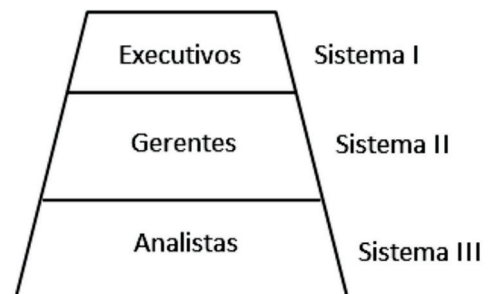 Executivos Sistema I
Gerentes Sistema II
Analistas Sistema III